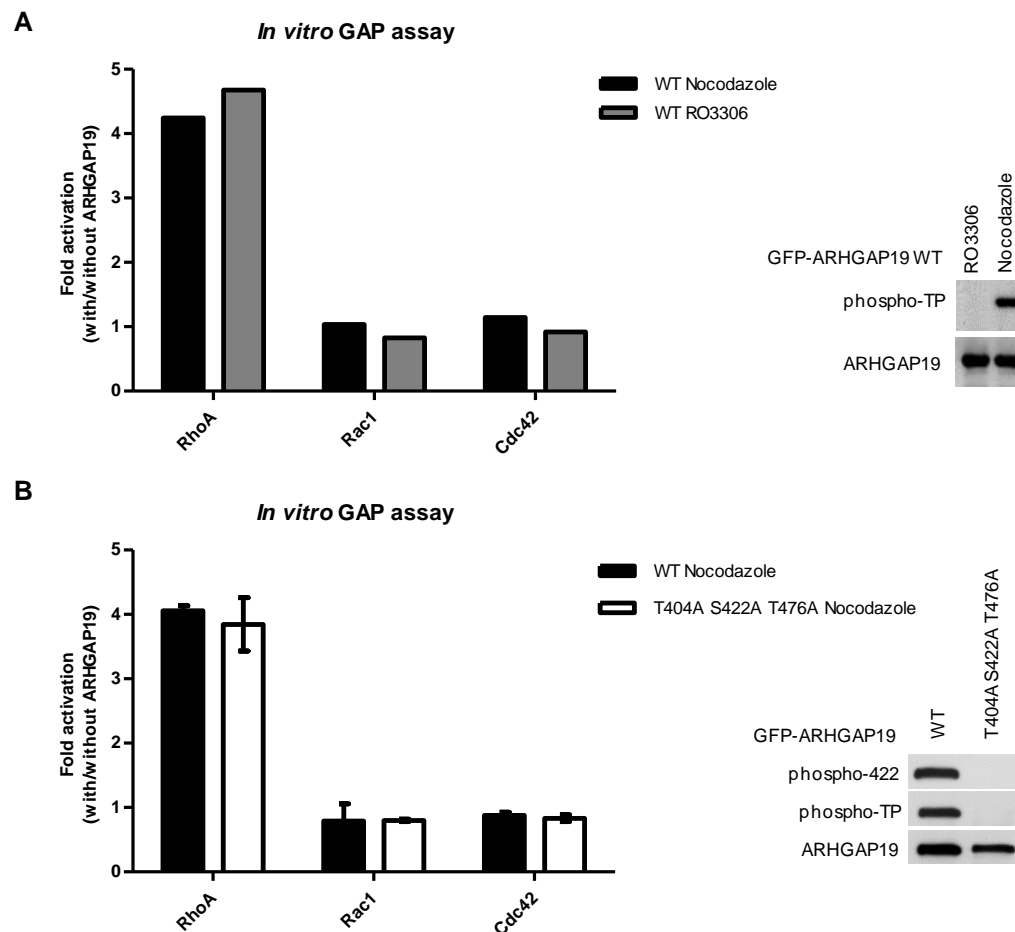 A
In vitro GAP assay
Fold activation
(with/without ARHGAP19)
5
4
3
2
1
0
RhoA
Rac1
Cdc42
WT Nocodazole
WT RO3306
GFP-ARHGAP19 WT
RO3306
Nocodazole
phospho-TP
ARHGAP19
B
In vitro GAP assay
Fold activation
(with/without ARHGAP19)
5
4
3
2
1
0
RhoA
Rac1
Cdc42
WT Nocodazole
T404A S422A T476A Nocodazole
GFP-ARHGAP19
WT
T404A S422A T476A
phospho-422
phospho-TP
ARHGAP19